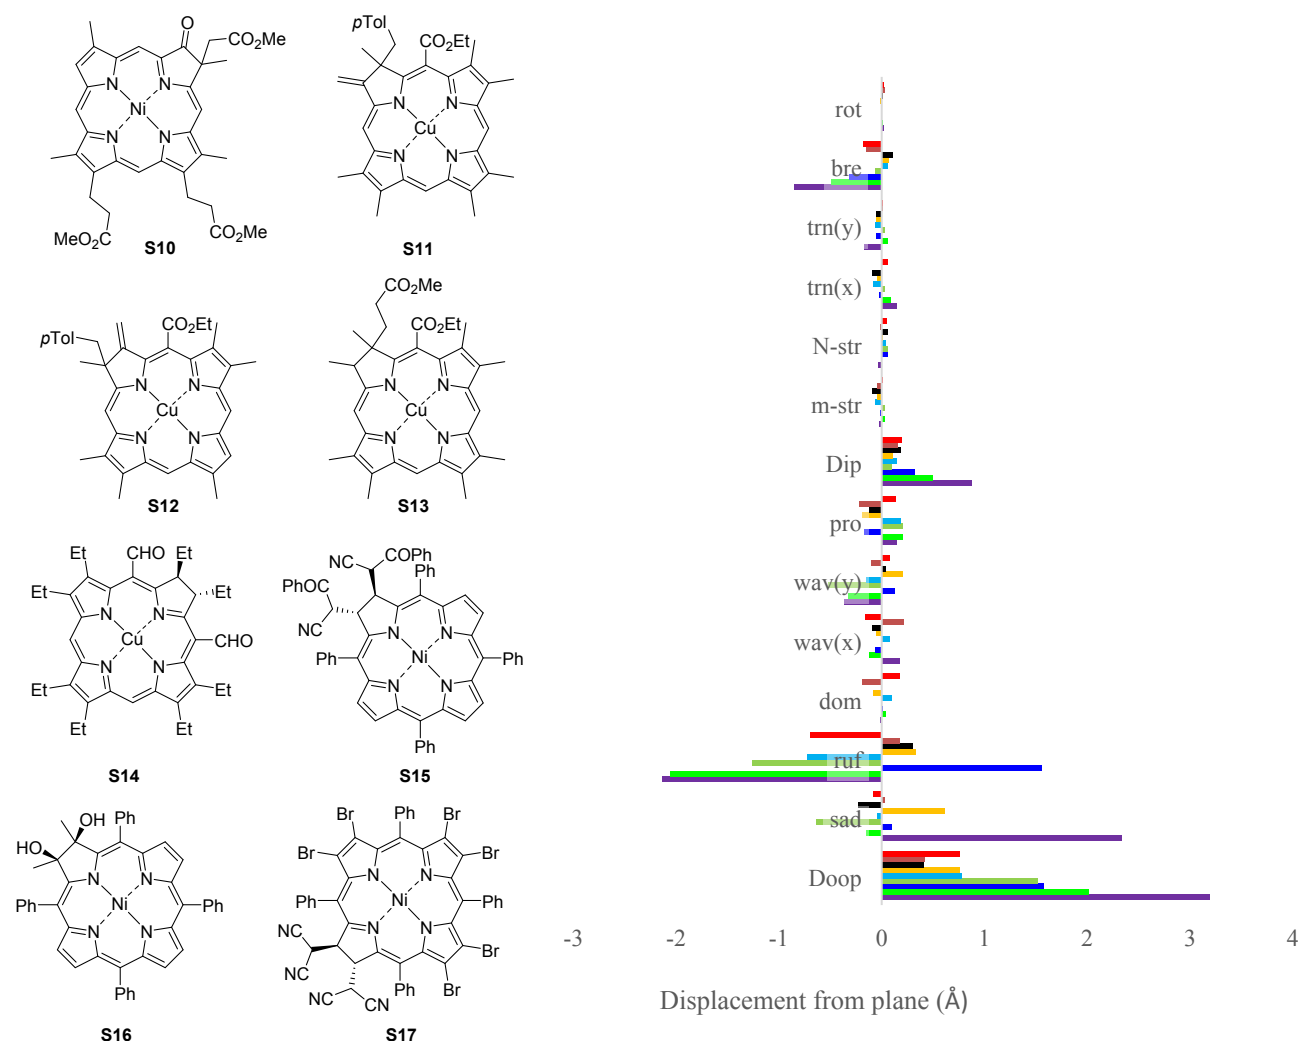 O
CO2Me
N
N
Ni
N
N
MeO2C
CO2Me
S10
pTol
CO2Et
N
N
Cu
N
N
S11
pTol
CO2Et
N
N
Cu
N
N
S12
CO2Me
CO2Et
N
N
Cu
N
N
S13
Et
CHO
Et
Et
Et
N
N
Cu
CHO
N
N
Et
Et
Et
Et
S14
NC
COPh
PhOC
Ph
NC
N
N
Ph
Ni
Ph
N
N
Ph
S15
OH
Ph
HO
N
N
Ph
Ni
Ph
N
N
Ph
S16
Br
Ph
Br
Br
Br
N
N
Ph
Ni
Ph
NC
N
N
Br
NC
NC
CN
Ph
Br
S17
rot
bre
trn(y)
trn(x)
N-str
m-str
Dip
pro
wav(y)
wav(x)
dom
ruf
sad
Doop
-3 -2 -1 0 1 2 3 4
Displacement from plane (Å)